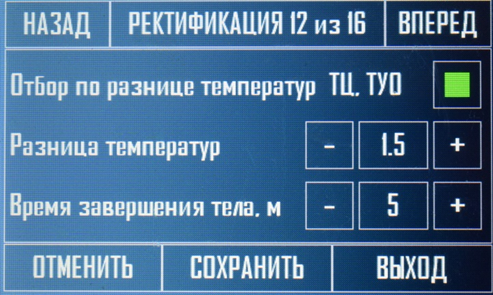 НАЗАД РЕКТИФИКАЦИЯ 12 из 16 ВПЕРЕД
Отбор по разнице температур ТЦ, ТУО
Разница температур - 1.5 +
Время завершения тела, м - 5 +
ОТМЕНИТЬ СОХРАНИТЬ ВЫХОД